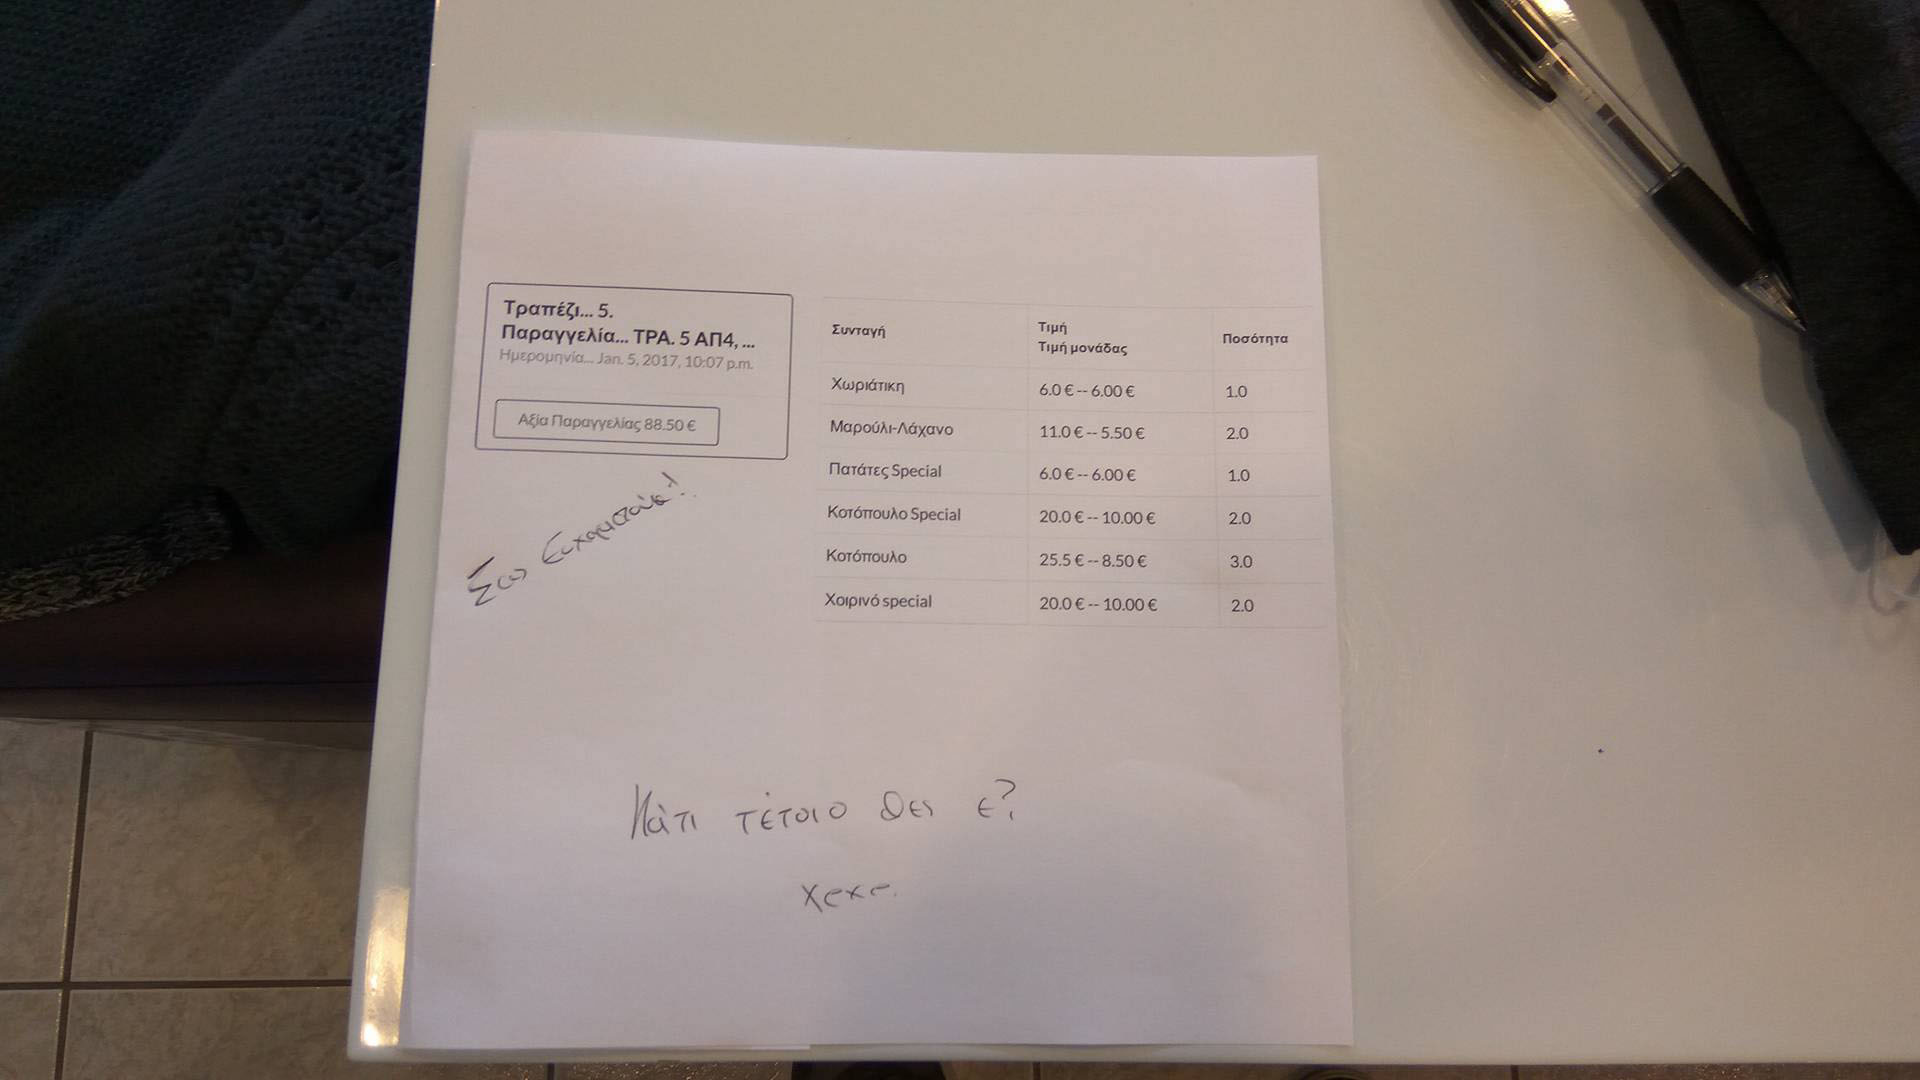 Τραπέζι... 5.
Παραγγελία... ΤΡΑ. 5 ΑΠ4, ...
Ημερομηνία... Jan. 5, 2017, 10:07 p.m.
Αξία Παραγγελίας 88.50 €
Συνταγή Τιμή Ποσότητα
Τιμή μονάδας
Χωριάτικη 6.0 € -- 6.00 € 1.0
Μαρούλι-Λάχανο 11.0 € -- 5.50 € 2.0
Πατάτες Special 6.0 € -- 6.00 € 1.0
Κοτόπουλο Special 20.0 € -- 10.00 € 2.0
Κοτόπουλο 25.5 € -- 8.50 € 3.0
Χοιρινό special 20.0 € -- 10.00 € 2.0
Σας Ευχαριστούμε!
Κάτι τέτοιο θες ε?
χεχε.